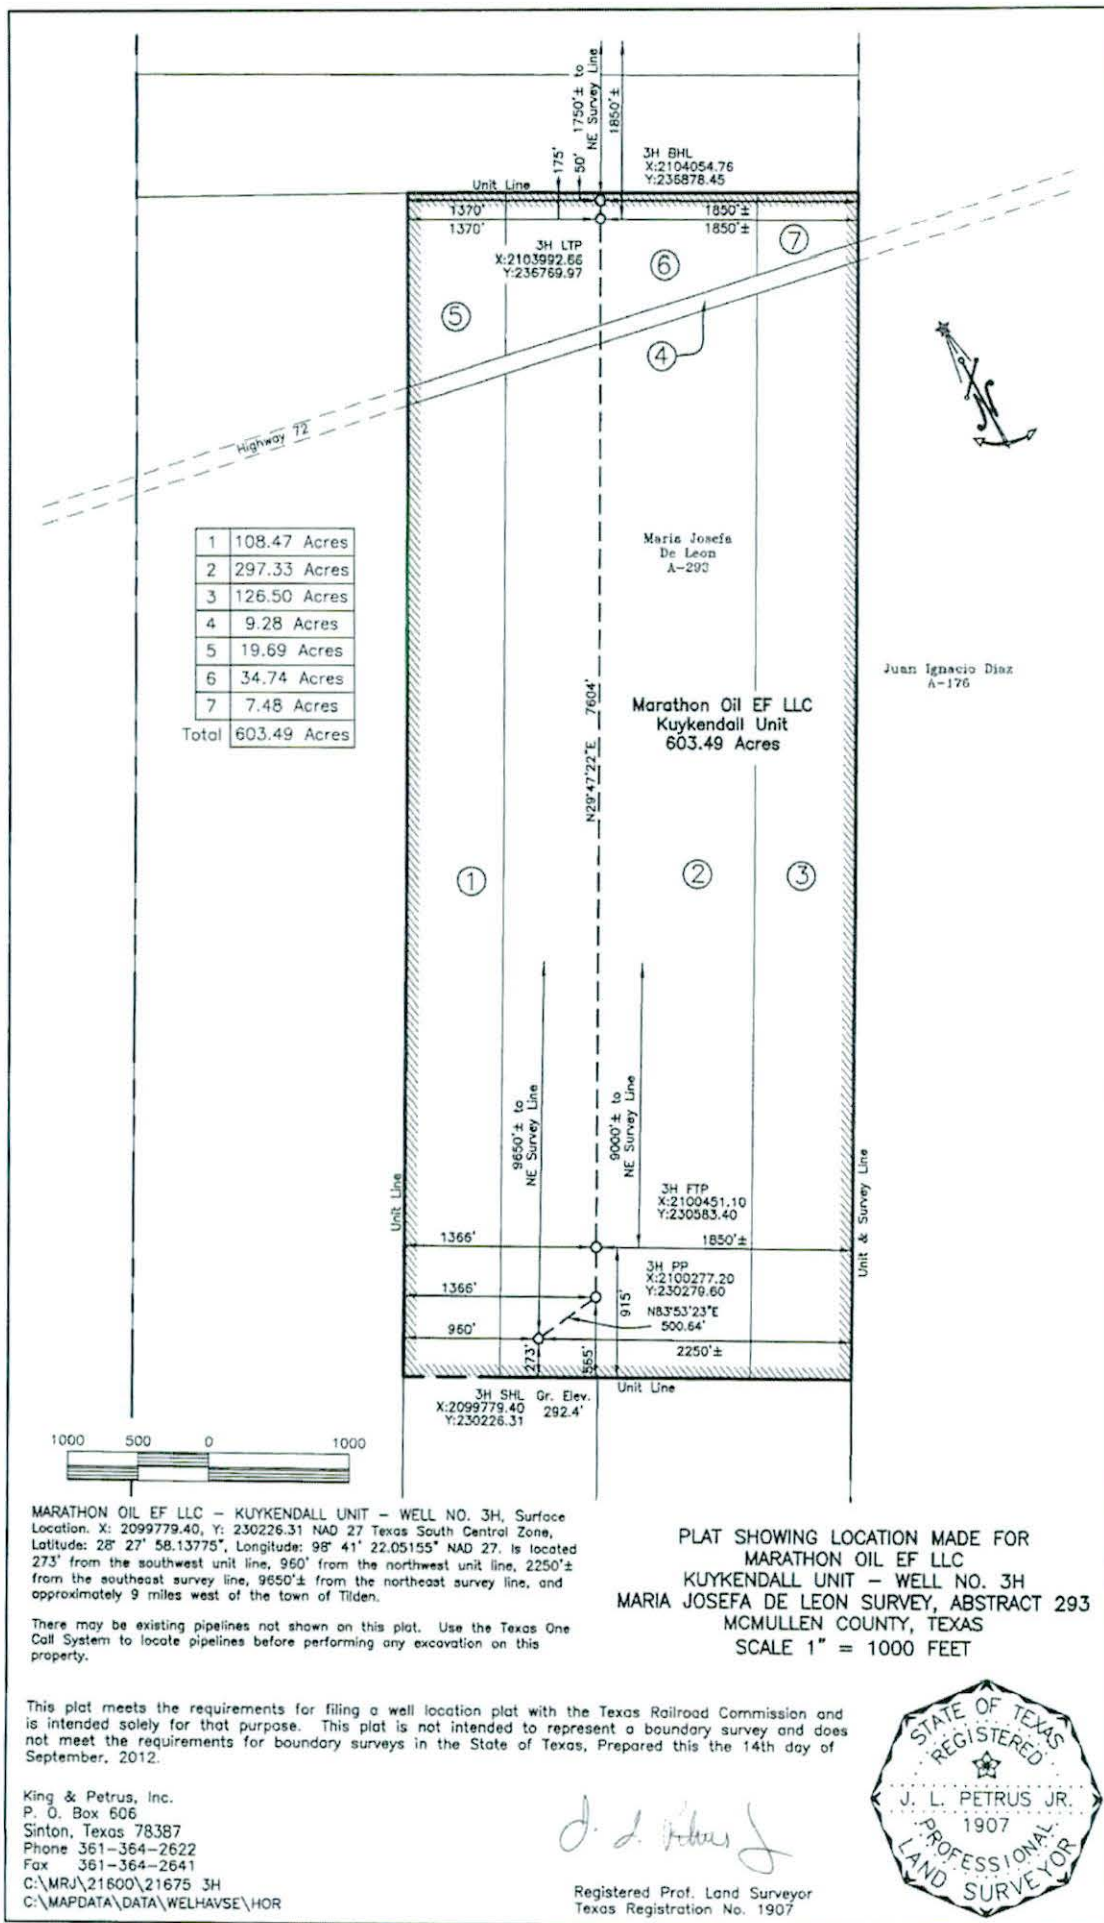 1750'± to
NE Survey Line
1850'±
175'
50'
3H BHL
X:2104054.76
Y:236878.45
Unit Line
1370'
1850'±
1370'
1850'±
3H LTP
X:2103992.66
Y:236769.97
7
6
5
4
N
Highway 72
1 108.47 Acres
2 297.33 Acres
3 126.50 Acres
4 9.28 Acres
5 19.69 Acres
6 34.74 Acres
7 7.48 Acres
Total 603.49 Acres
Maria Josefa
De Leon
A-293
Juan Ignacio Diaz
A-176
Marathon Oil EF LLC
Kuykendall Unit
603.49 Acres
N29°47'22"E 7604'
1
2
3
9650'± to
NE Survey Line
9000'± to
NE Survey Line
Unit Line
Unit & Survey Line
3H FTP
X:2100451.10
Y:230583.40
1366'
1850'±
3H PP
X:2100277.20
Y:230279.60
1366'
915'
N83°53'23"E
500.64'
960'
2250'±
273'
565'
Unit Line
3H SHL Gr. Elev.
X:2099779.40 292.4'
Y:230226.31
1000 500 0 1000
MARATHON OIL EF LLC – KUYKENDALL UNIT – WELL NO. 3H, Surface
Location. X: 2099779.40, Y: 230226.31 NAD 27 Texas South Central Zone,
Latitude: 28° 27' 58.13775", Longitude: 98° 41' 22.05155" NAD 27. Is located
273' from the southwest unit line, 960' from the northwest unit line, 2250'±
from the southeast survey line, 9650'± from the northeast survey line, and
approximately 9 miles west of the town of Tilden.
There may be existing pipelines not shown on this plat. Use the Texas One
Call System to locate pipelines before performing any excavation on this
property.
PLAT SHOWING LOCATION MADE FOR
MARATHON OIL EF LLC
KUYKENDALL UNIT – WELL NO. 3H
MARIA JOSEFA DE LEON SURVEY, ABSTRACT 293
MCMULLEN COUNTY, TEXAS
SCALE 1" = 1000 FEET
This plat meets the requirements for filing a well location plat with the Texas Railroad Commission and
is intended solely for that purpose. This plat is not intended to represent a boundary survey and does
not meet the requirements for boundary surveys in the State of Texas, Prepared this the 14th day of
September, 2012.
King & Petrus, Inc.
P. O. Box 606
Sinton, Texas 78387
Phone 361-364-2622
Fax 361-364-2641
C:\MRJ\21600\21675 3H
C:\MAPDATA\DATA\WELHAVSE\HOR
J. L. Petrus J
Registered Prof. Land Surveyor
Texas Registration No. 1907
STATE OF TEXAS
REGISTERED
J. L. PETRUS JR.
1907
PROFESSIONAL
LAND SURVEYOR